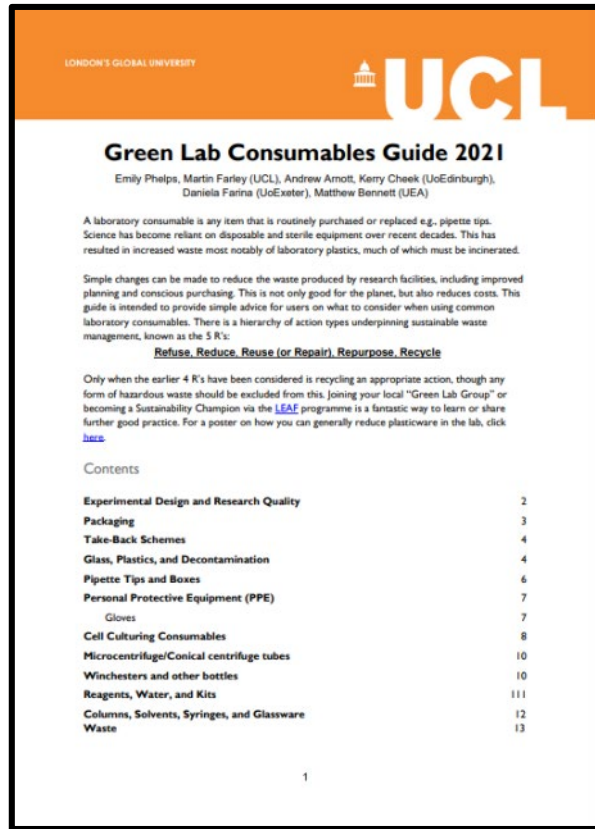 LONDON'S GLOBAL UNIVERSITY
UCL
Green Lab Consumables Guide 2021
Emily Phelps, Martin Farley (UCL), Andrew Arnott, Kerry Cheek (UoEdinburgh),
Daniela Farina (UoExeter), Matthew Bennett (UEA)
A laboratory consumable is any item that is routinely purchased or replaced e.g., pipette tips.
Science has become reliant on disposable and sterile equipment over recent decades. This has
resulted in increased waste most notably of laboratory plastics, much of which must be incinerated.
Simple changes can be made to reduce the waste produced by research facilities, including improved
planning and conscious purchasing. This is not only good for the planet, but also reduces costs. This
guide is intended to provide simple advice for users on what to consider when using common
laboratory consumables. There is a hierarchy of action types underpinning sustainable waste
management, known as the 5 R's:
Refuse, Reduce, Reuse (or Repair), Repurpose, Recycle
Only when the earlier 4 R's have been considered is recycling an appropriate action, though any
form of hazardous waste should be excluded from this. Joining your local "Green Lab Group" or
becoming a Sustainability Champion via the LEAF programme is a fantastic way to learn or share
further good practice. For a poster on how you can generally reduce plasticware in the lab, click
here.
Contents
Experimental Design and Research Quality 2
Packaging 3
Take-Back Schemes 4
Glass, Plastics, and Decontamination 4
Pipette Tips and Boxes 6
Personal Protective Equipment (PPE) 7
Gloves 7
Cell Culturing Consumables 8
Microcentrifuge/Conical centrifuge tubes 10
Winchesters and other bottles 10
Reagents, Water, and Kits 111
Columns, Solvents, Syringes, and Glassware 12
Waste 13
1